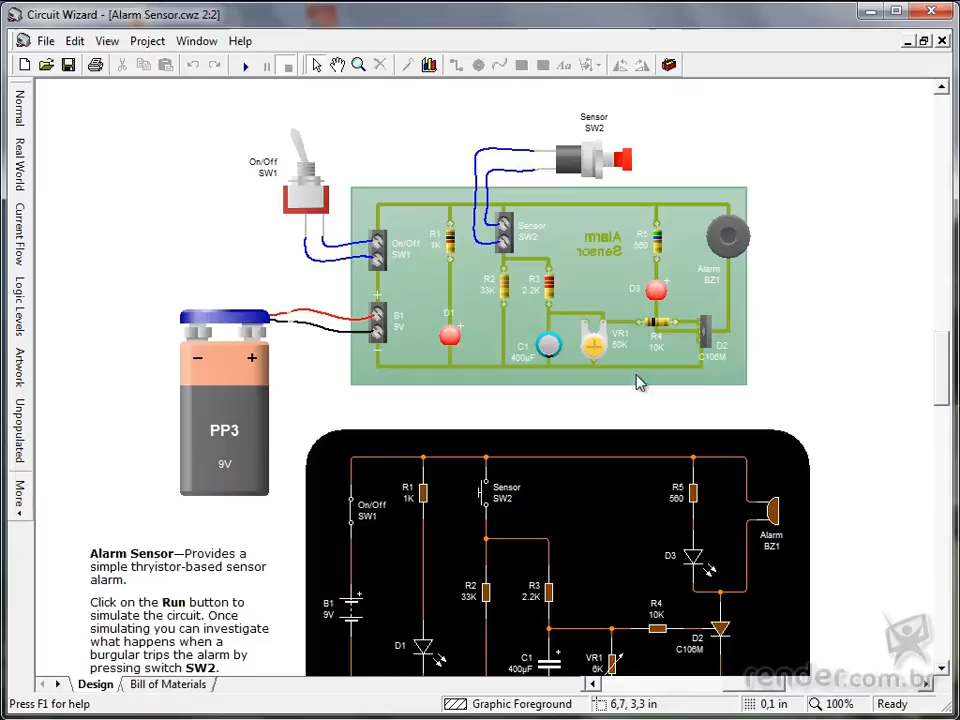 Circuit Wizard - [Alarm Sensor.cwz 2:2]
File Edit View Project Window Help
Aa
Normal
Real World
Current Flow
Logic Levels
Artwork
Unpopulated
More
Sensor
SW2
On/Off
SW1
On/Off
SW1
R1
1K
Sensor
SW2
Alarm
Sensor
R5
560
Alarm
BZ1
D3
R2
33K
R3
2.2K
+
B1
9V
-
D1
+
C1
400µF
VR1
50K
R4
10K
D2
C106M
- +
PP3
9V
On/Off
SW1
R1
1K
Sensor
SW2
R5
560
Alarm
BZ1
D3
R2
33K
R3
2.2K
R4
10K
D2
C106M
B1
9V
+
D1
C1
400µF
+
VR1
6K
Alarm Sensor—Provides a
simple thryistor-based sensor
alarm.
Click on the Run button to
simulate the circuit. Once
simulating you can investigate
what happens when a
burgular trips the alarm by
pressing switch SW2.
Design Bill of Materials
render.com.br
Press F1 for help Graphic Foreground 6,7, 3,3 in 0,1 in 100% Ready